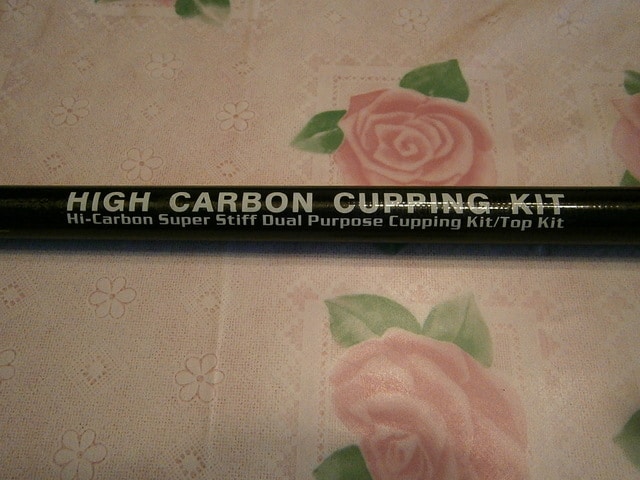 HIGH CARBON CUPPING KIT
Hi-Carbon Super Stiff Dual Purpose Cupping Kit/Top Kit